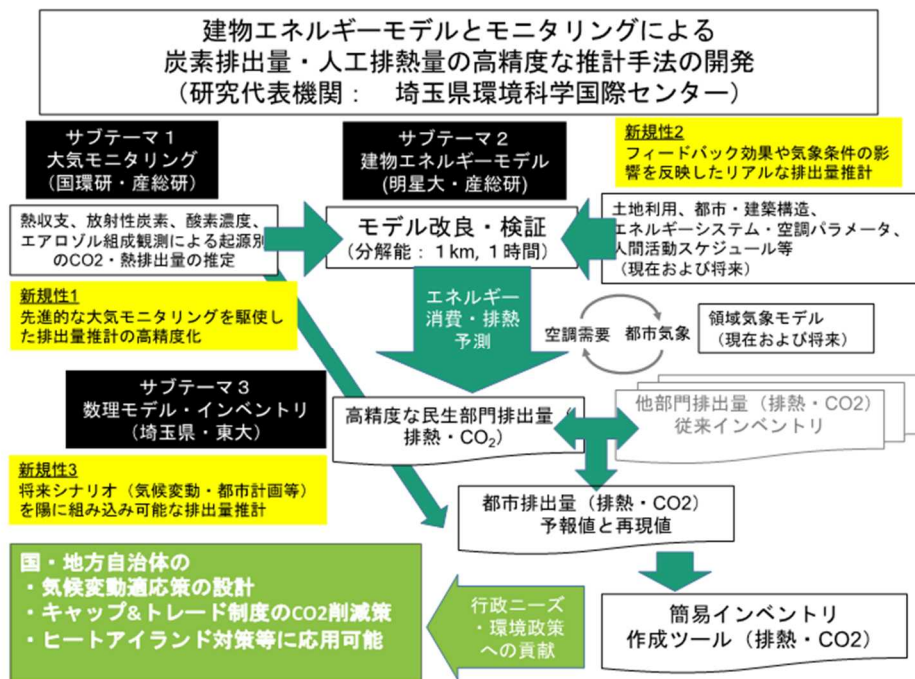 建物エネルギーモデルとモニタリングによる
炭素排出量・人工排熱量の高精度な推計手法の開発
（研究代表機関：　埼玉県環境科学国際センター）
サブテーマ１
大気モニタリング
（国環研・産総研）
サブテーマ２
建物エネルギーモデル
(明星大・産総研)
新規性2
フィードバック効果や気象条件の影
響を反映したリアルな排出量推計
熱収支、放射性炭素、酸素濃度、
エアロゾル組成観測による起源別
のCO2・熱排出量の推定
モデル改良・検証
（分解能：１km, １時間）
土地利用、都市・建築構造、
エネルギーシステム・空調パラメータ、
人間活動スケジュール等
（現在および将来）
新規性1
先進的な大気モニタリングを駆使し
た排出量推計の高精度化
エネルギー
消費・排熱
予測
空調需要
都市気象
領域気象モデル
（現在および将来）
サブテーマ３
数理モデル・インベントリ
（埼玉県・東大）
高精度な民生部門排出量（
排熱・CO₂）
他部門排出量（排熱・CO2）
従来インベントリ
新規性3
将来シナリオ（気候変動・都市計画等）
を陽に組み込み可能な排出量推計
都市排出量（排熱・CO2）
予報値と再現値
国・地方自治体の
・気候変動適応策の設計
・キャップ&トレード制度のCO2削減策
・ヒートアイランド対策等に応用可能
行政ニーズ
・環境政策
への貢献
簡易インベントリ
作成ツール（排熱・CO2）